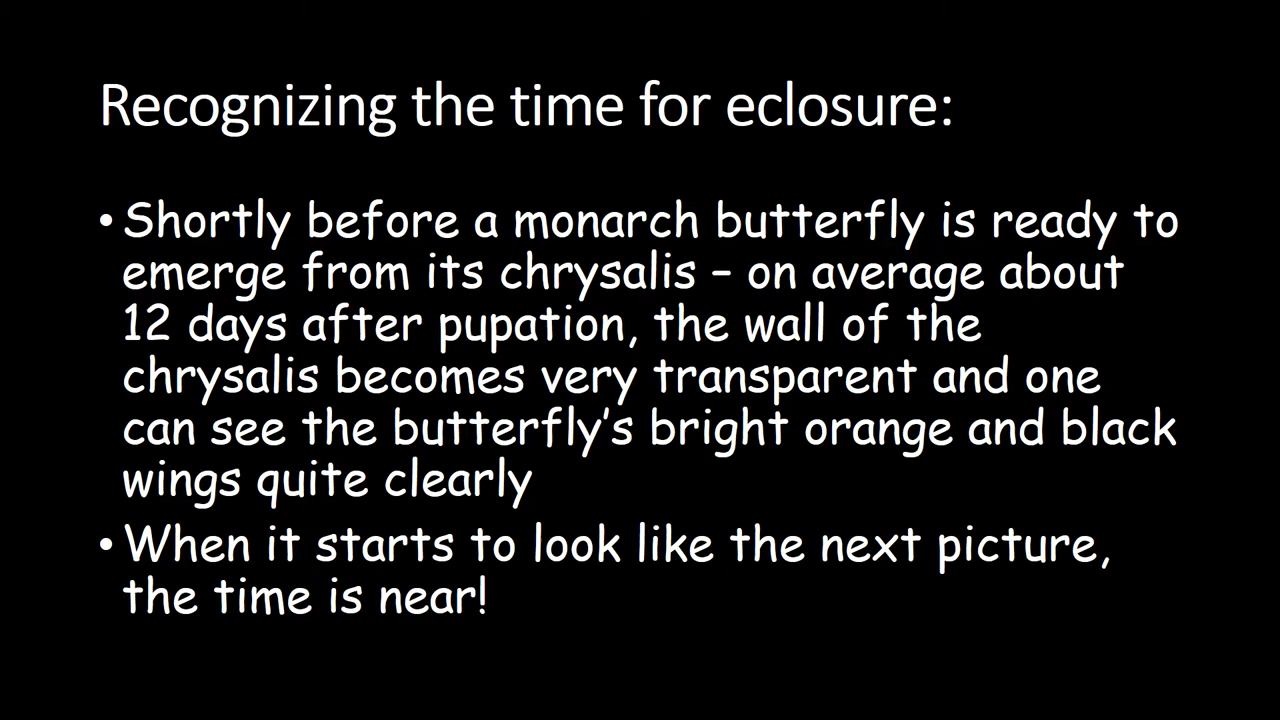 Recognizing the time for eclosure:
• Shortly before a monarch butterfly is ready to
emerge from its chrysalis – on average about
12 days after pupation, the wall of the
chrysalis becomes very transparent and one
can see the butterfly’s bright orange and black
wings quite clearly
• When it starts to look like the next picture,
the time is near!